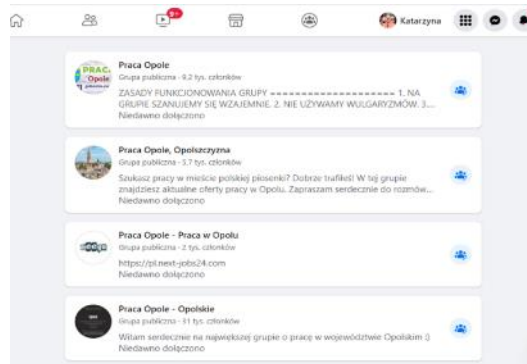 9+
Katarzyna
PRACA
Opole
Praca Opole
Grupa publiczna · 9,2 tys. członków
ZASADY FUNKCJONOWANIA GRUPY =================== 1. NA
GRUPIE SZANUJEMY SIĘ WZAJEMNIE. 2. NIE UŻYWAMY WULGARYZMÓW. 3....
Niedawno dołączono
Praca Opole, Opolszczyzna
Grupa publiczna · 5,7 tys. członków
Szukasz pracy w mieście polskiej piosenki? Dobrze trafiłeś! W tej grupie
znajdziesz aktualne oferty pracy w Opolu. Zapraszam serdecznie do rozmów...
Niedawno dołączono
Praca Opole - Praca w Opolu
Grupa publiczna · 2 tys. członków
https://pl.next-jobs24.com
Niedawno dołączono
Praca Opole - Opolskie
Grupa publiczna · 31 tys. członków
Witam serdecznie na największej grupie o pracę w województwie Opolskim :)
Niedawno dołączono